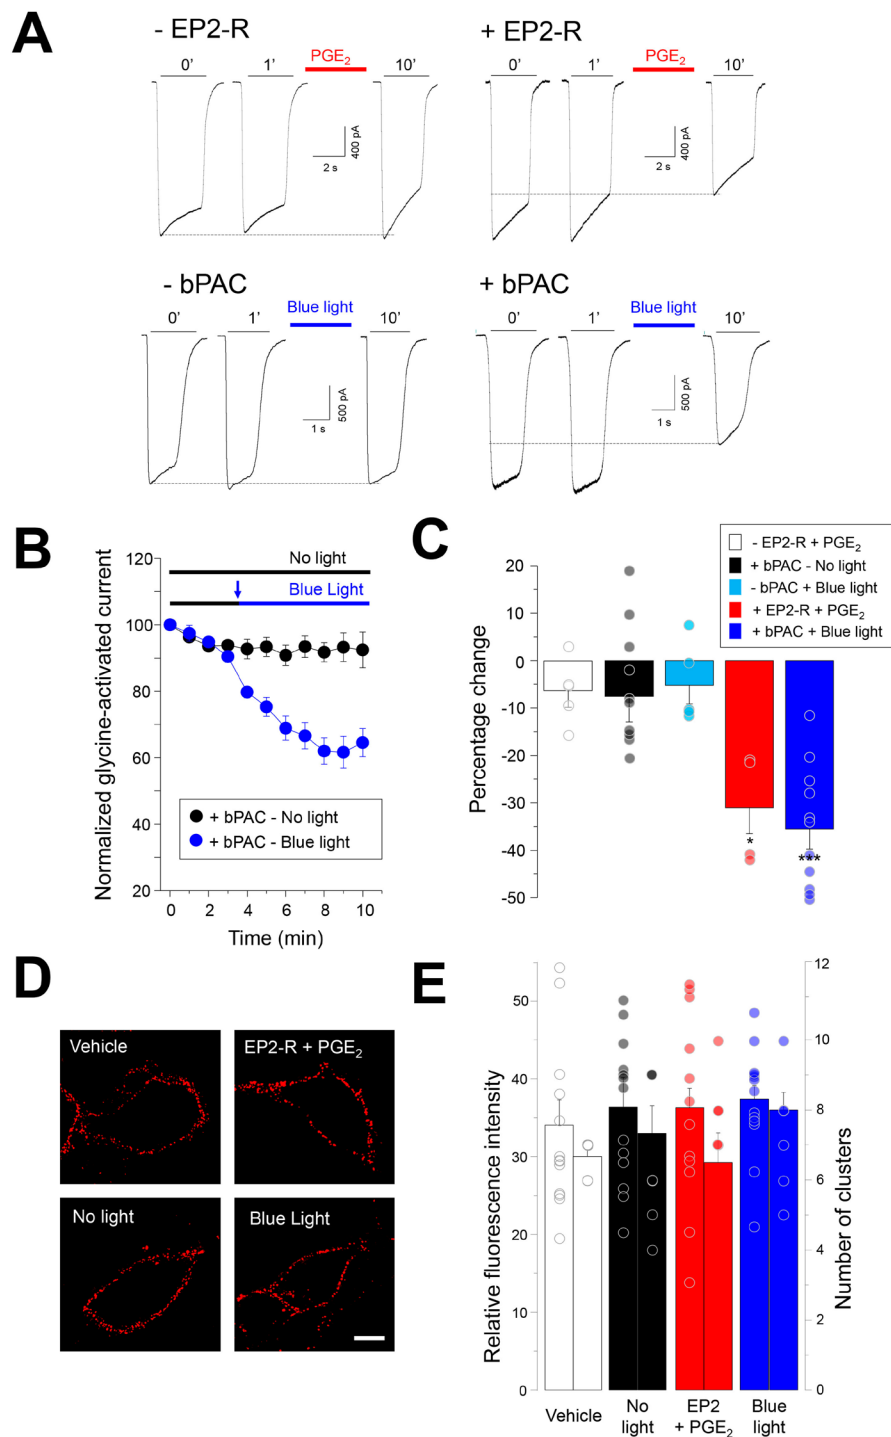 A
- EP2-R
PGE2
0' 1' 10'
400 pA
2 s
+ EP2-R
PGE2
0' 1' 10'
400 pA
2 s
- bPAC
Blue light
0' 1' 10'
500 pA
1 s
+ bPAC
Blue light
0' 1' 10'
500 pA
1 s
B
Normalized glycine-activated current
120
100
80
60
40
20
No light
Blue Light
+ bPAC - No light
+ bPAC - Blue light
0 2 4 6 8 10
Time (min)
C
- EP2-R + PGE2
+ bPAC - No light
- bPAC + Blue light
+ EP2-R + PGE2
+ bPAC + Blue light
Percentage change
20
10
0
-10
-20
-30
-40
-50
*
***
D
Vehicle
EP2-R + PGE2
No light
Blue Light
E
Relative fluorescence intensity
50
40
30
20
10
0
Number of clusters
12
10
8
6
4
2
0
Vehicle
No
light
EP2
+ PGE2
Blue
light